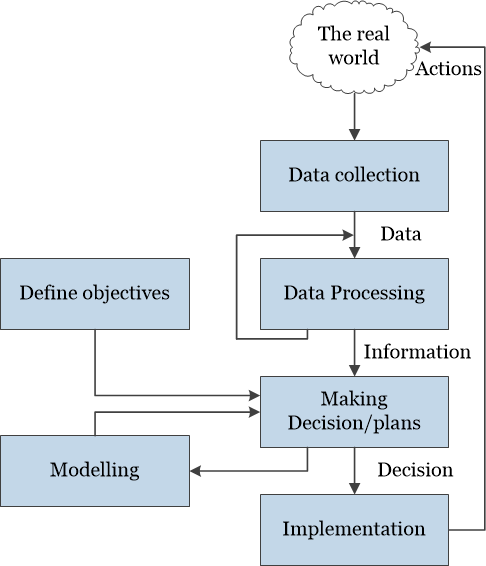 The real
world
Actions
Data collection
Data
Define objectives
Data Processing
Information
Making
Decision/plans
Modelling
Decision
Implementation